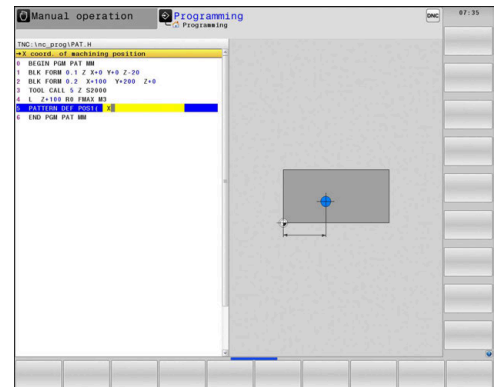 Manual operation
Programming
Programming
DNC
07:35
TNC:\nc_prog\PAT.H
→X coord. of machining position
0 BEGIN PGM PAT MM
1 BLK FORM 0.1 Z X+0 Y+0 Z-20
2 BLK FORM 0.2 X+100 Y+200 Z+0
3 TOOL CALL 5 Z S2000
4 L Z+100 R0 FMAX M3
5 PATTERN DEF POS1( X
6 END PGM PAT MM